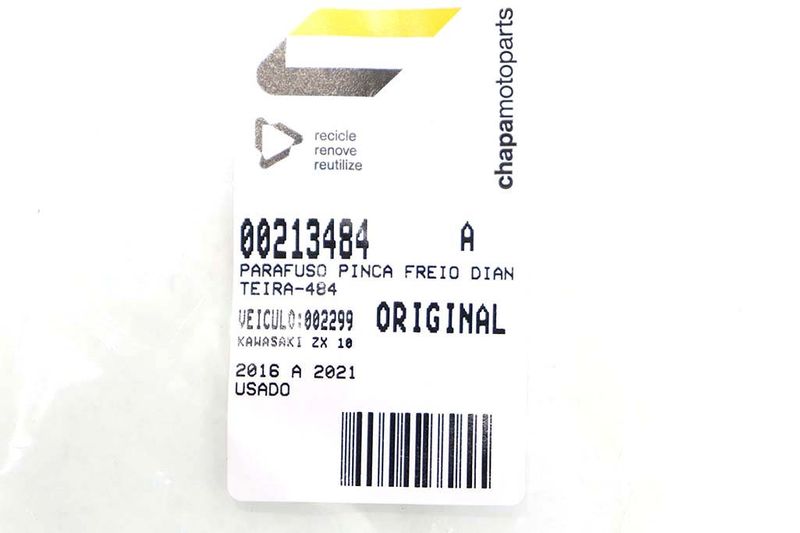 chapamotoparts
recicle
renove
reutilize
00213484 A
PARAFUSO PINCA FREIO DIAN
TEIRA-484
VEICULO:002299 ORIGINAL
KAWASAKI ZX 10
2016 A 2021
USADO